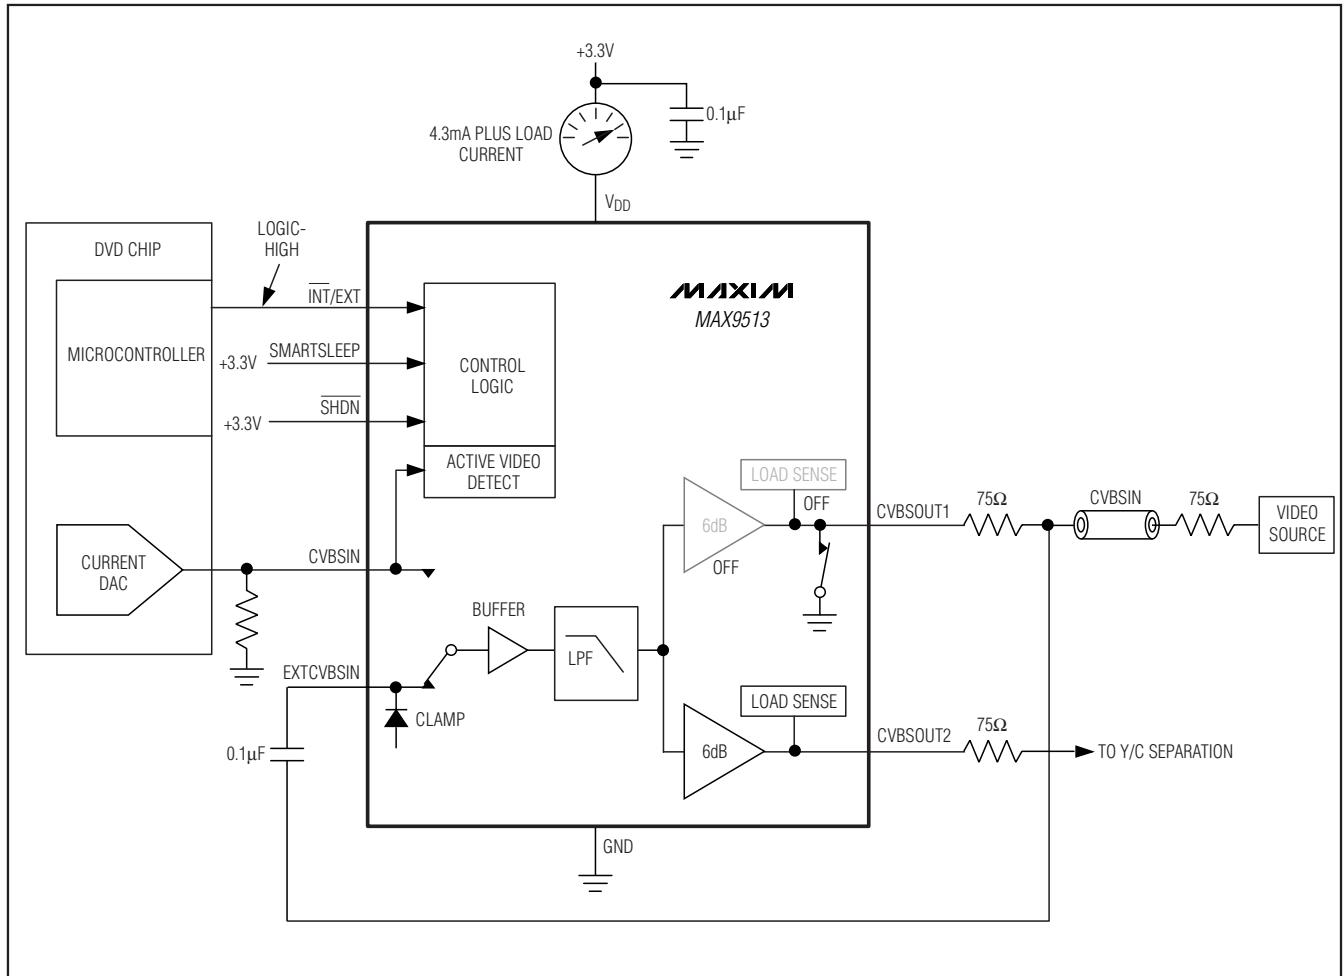 +3.3V
0.1µF
4.3mA PLUS LOAD
CURRENT
VDD
DVD CHIP
LOGIC-
HIGH
INT/EXT
MAXIM
MAX9513
MICROCONTROLLER
+3.3V
SMARTSLEEP
CONTROL
LOGIC
+3.3V
SHDN
ACTIVE VIDEO
DETECT
LOAD SENSE
OFF
6dB
OFF
CVBSOUT1
75Ω
CVBSIN
75Ω
VIDEO
SOURCE
CURRENT
DAC
CVBSIN
BUFFER
LPF
EXTCVBSIN
CLAMP
LOAD SENSE
6dB
CVBSOUT2
75Ω
TO Y/C SEPARATION
0.1µF
GND